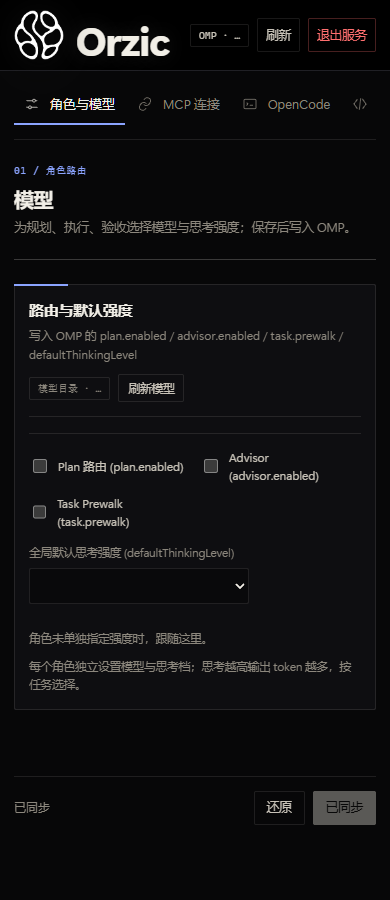 Orzic
OMP · …
刷新
退出服务
角色与模型
MCP 连接
OpenCode
01 / 角色路由
模型
为规划、执行、验收选择模型与思考强度；保存后写入 OMP。
路由与默认强度
写入 OMP 的 plan.enabled / advisor.enabled / task.prewalk /
defaultThinkingLevel
模型目录 · …
刷新模型
Plan 路由 (plan.enabled)
Advisor
(advisor.enabled)
Task Prewalk
(task.prewalk)
全局默认思考强度 (defaultThinkingLevel)
角色未单独指定强度时，跟随这里。
每个角色独立设置模型与思考档；思考越高输出 token 越多，按
任务选择。
已同步
还原
已同步